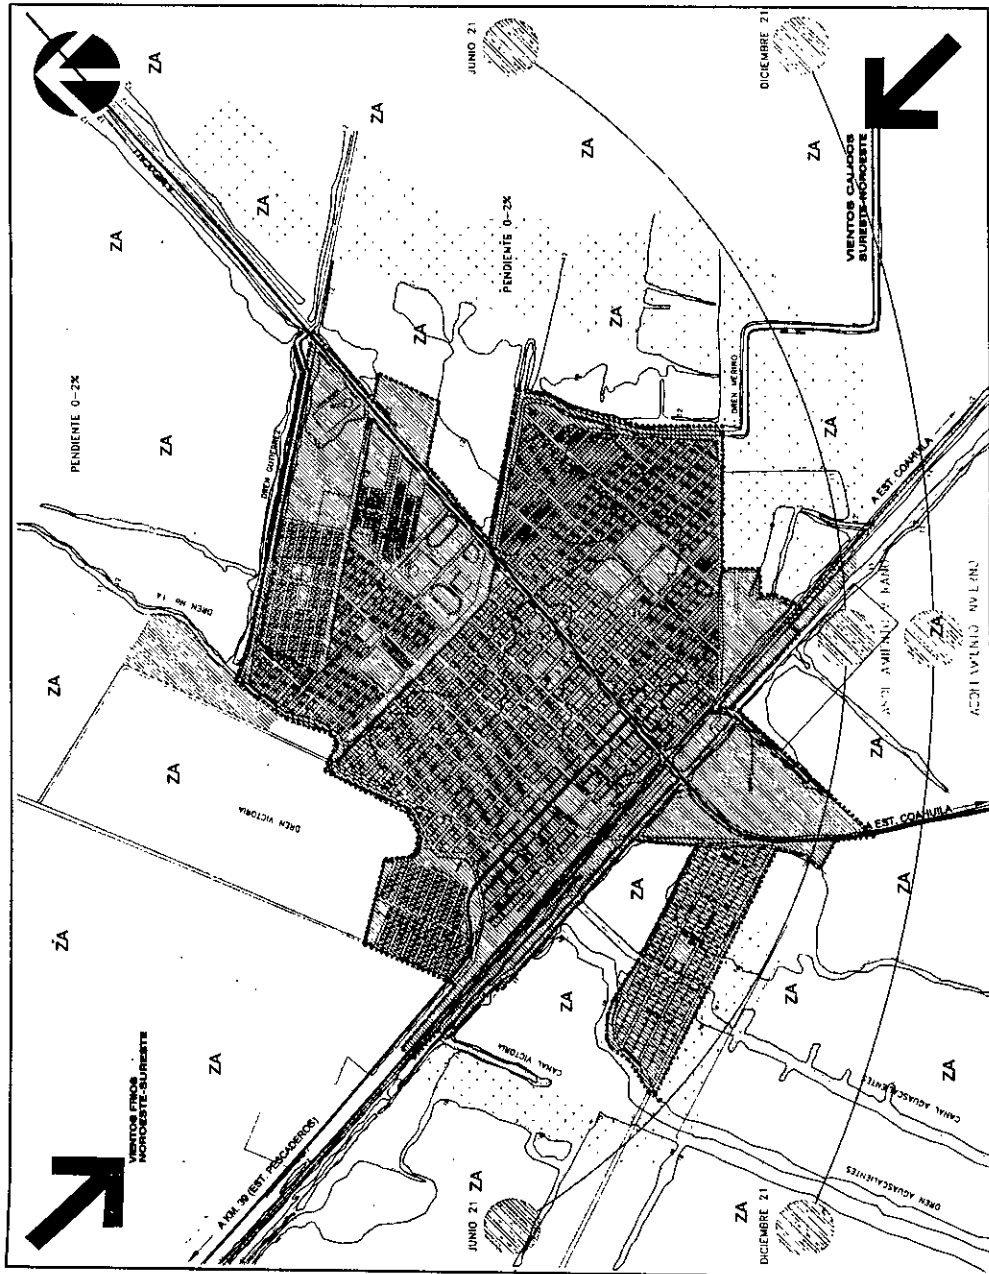 ZA
JUNIO 21
DICIEMBRE 21
ZA
ZA
ZA
VIENTOS CALIDOS
SURESTE-NOROESTE
ZA
ZA
PENDIENTE 0-2%
ZA
ZA
PENDIENTE 0-2%
ZA
DREN MERINO
ZA
DREN GUTIERREZ
A EST. COAHUILA
DREN No 14
ZA
ZA
ZA
ZA
DREN VICTORIA
A EST. COAHUILA
ZA
ZA
ZA
ZA
ZA
ZA
VIENTOS FRIOS
NOROESTE-SURESTE
CANAL VICTORIA
ZA
CANAL AGUASCALIENTES
A KM. 39 (EST. PESCADEROS)
JUNIO 21
ZA
DREN AGUASCALIENTES
DICIEMBRE 21
ZA